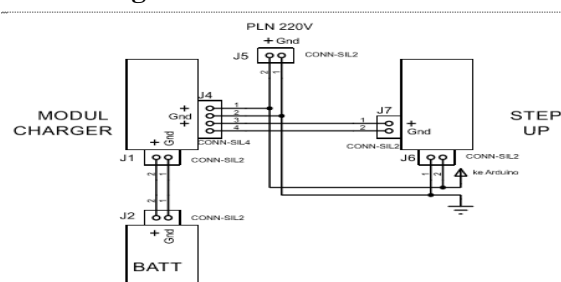 PLN 220V
+ Gnd
J5
CONN-SIL2
2 1
J4
+
Gnd
+
1
2
3
4
CONN-SIL4
MODUL
CHARGER
+ Gnd
J1
CONN-SIL2
2 1
2 1
J2
CONN-SIL2
+ Gnd
BATT
J7
1
2
+
Gnd
CONN-SIL2
STEP
UP
J6
CONN-SIL2
1 2
ke Arduino